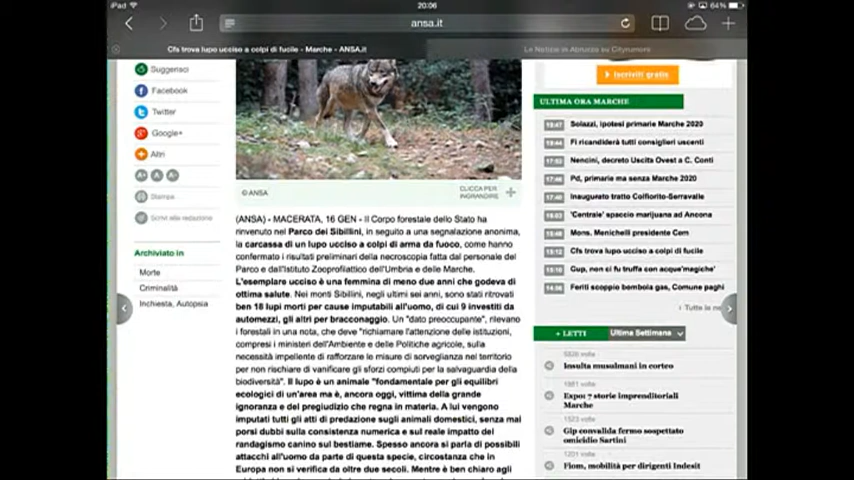 iPad
20:06
64%
ansa.it
Cfs trova lupo ucciso a colpi di fucile - Marche - ANSA.it
Le Notizie in Abruzzo su Cityrumors
Suggerisci
Facebook
Twitter
Google+
Altri
A+ A A-
Stampa
Scrivi alla redazione
Archiviato in
Morte
Criminalità
Inchiesta, Autopsia
© ANSA
CLICCA PER
INGRANDIRE
(ANSA) - MACERATA, 16 GEN - Il Corpo forestale dello Stato ha
rinvenuto nel Parco dei Sibillini, in seguito a una segnalazione anonima,
la carcassa di un lupo ucciso a colpi di arma da fuoco, come hanno
confermato i risultati preliminari della necroscopia fatta dal personale del
Parco e dall'Istituto Zooprofilattico dell'Umbria e delle Marche.
L'esemplare ucciso è una femmina di meno due anni che godeva di
ottima salute. Nei monti Sibillini, negli ultimi sei anni, sono stati ritrovati
ben 18 lupi morti per cause imputabili all'uomo, di cui 9 investiti da
automezzi, gli altri per bracconaggio. Un "dato preoccupante", rilevano
i forestali in una nota, che deve "richiamare l'attenzione delle istituzioni,
compresi i ministeri dell'Ambiente e delle Politiche agricole, sulla
necessità impellente di rafforzare le misure di sorveglianza nel territorio
per non rischiare di vanificare gli sforzi compiuti per la salvaguardia della
biodiversità". Il lupo è un animale "fondamentale per gli equilibri
ecologici di un'area ma è, ancora oggi, vittima della grande
ignoranza e del pregiudizio che regna in materia. A lui vengono
imputati tutti gli atti di predazione sugli animali domestici, senza mai
porsi dubbi sulla consistenza numerica e sul reale impatto del
randagismo canino sul bestiame. Spesso ancora si parla di possibili
attacchi all'uomo da parte di questa specie, circostanza che in
Europa non si verifica da oltre due secoli. Mentre è ben chiaro agli
Iscriviti gratis
ULTIMA ORA MARCHE
Solazzi, ipotesi primarie Marche 2020
Fi ricandiderà tutti consiglieri uscenti
Nencini, decreto Uscita Ovest a C. Conti
Pd, primarie ma senza Marche 2020
Inaugurato tratto Colfiorito-Serravalle
'Centrale' spaccio marijuana ad Ancona
Mons. Menichelli presidente Cem
Cfs trova lupo ucciso a colpi di fucile
Gup, non ci fu truffa con acque'magiche'
Feriti scoppio bombola gas, Comune paghi
Tutte le ne
+ LETTI Ultima Settimana
volte
Insulta musulmani in corteo
volte
Expo: 7 storie imprenditoriali
Marche
1523 volte
Gip convalida fermo sospettato
omicidio Sartini
1201 volte
Fiom, mobilità per dirigenti Indesit